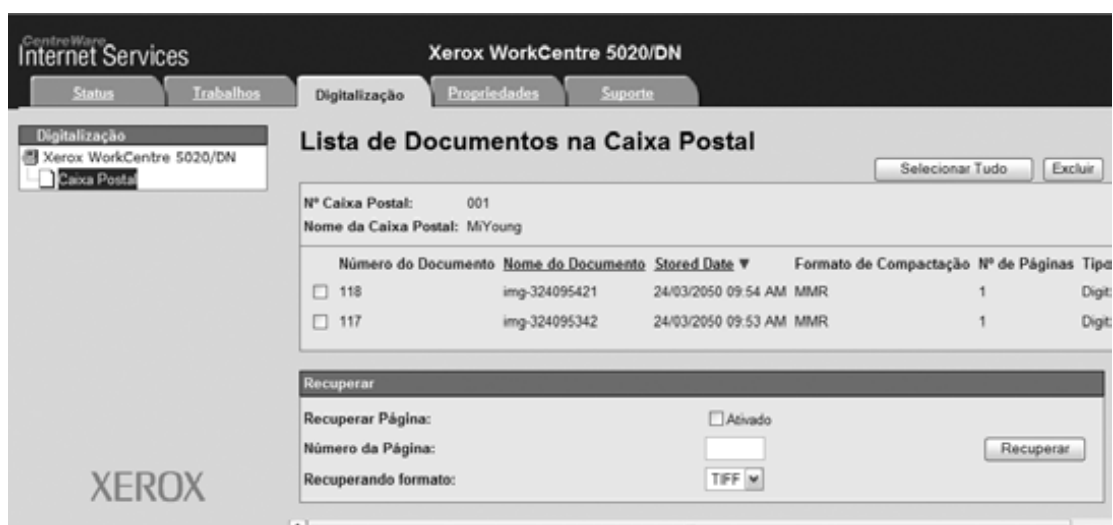 CentreWare
Internet Services
Xerox WorkCentre 5020/DN
Status Trabalhos Digitalização Propriedades Suporte
Digitalização
Xerox WorkCentre 5020/DN
Caixa Postal
Lista de Documentos na Caixa Postal
Selecionar Tudo Excluir
Nº Caixa Postal: 001
Nome da Caixa Postal: MiYoung
Número do Documento Nome do Documento Stored Date ▼ Formato de Compactação Nº de Páginas Tipo
118 img-324095421 24/03/2050 09:54 AM MMR 1 Digit
117 img-324095342 24/03/2050 09:53 AM MMR 1 Digit
Recuperar
Recuperar Página: Ativado
Número da Página: Recuperar
Recuperando formato: TIFF
XEROX